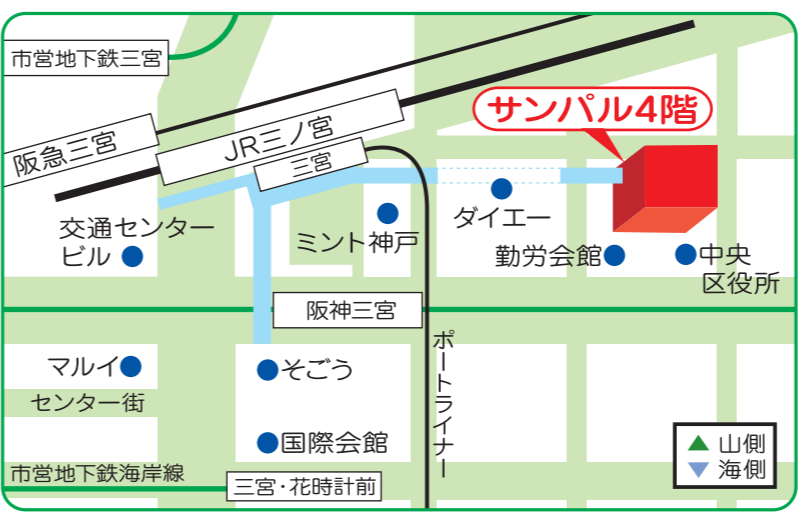 市営地下鉄三宮
サンパル4階
阪急三宮
JR三ノ宮
三宮
交通センター
ビル
ミント神戸
ダイエー
勤労会館
中央
区役所
阪神三宮
ポートライナー
マルイ
そごう
センター街
国際会館
山側
海側
市営地下鉄海岸線
三宮・花時計前